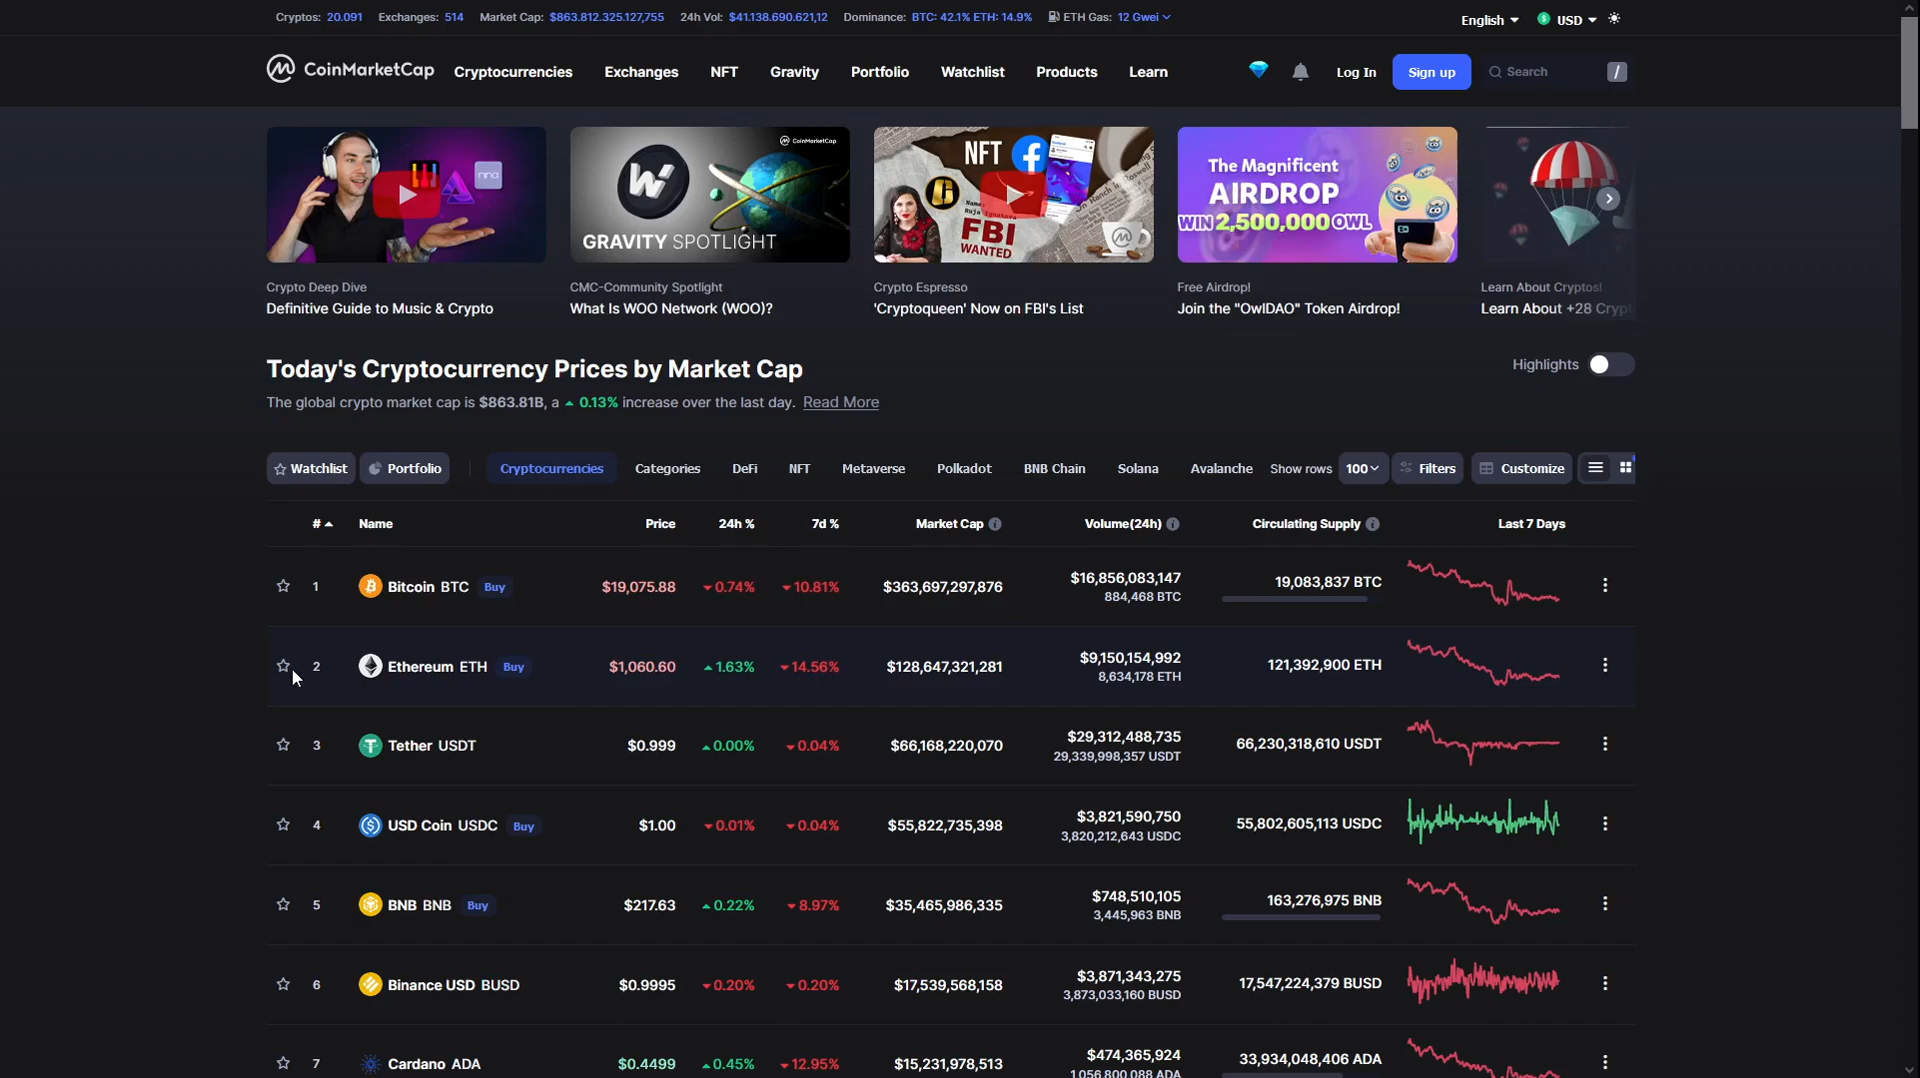 Cryptos: 20.091 Exchanges: 514 Market Cap: $863.812.325.127,755 24h Vol: $41.138.690.621,12 Dominance: BTC: 42.1% ETH: 14.9% ETH Gas: 12 Gwei
English USD
CoinMarketCap Cryptocurrencies Exchanges NFT Gravity Portfolio Watchlist Products Learn Log In Sign up Search /
nina
CoinMarketCap
GRAVITY SPOTLIGHT
NFT
Name:
Ruja Ignatova
FBI
WANTED
The Magnificent
AIRDROP
WIN 2,500,000 OWL
Crypto Deep Dive
Definitive Guide to Music & Crypto
CMC-Community Spotlight
What Is WOO Network (WOO)?
Crypto Espresso
'Cryptoqueen' Now on FBI's List
Free Airdrop!
Join the "OwlDAO" Token Airdrop!
Learn About Cryptos!
Learn About +28 Crypt
Today's Cryptocurrency Prices by Market Cap
Highlights
The global crypto market cap is $863.81B, a 0.13% increase over the last day. Read More
Watchlist Portfolio Cryptocurrencies Categories DeFi NFT Metaverse Polkadot BNB Chain Solana Avalanche Show rows 100 Filters Customize
# Name Price 24h % 7d % Market Cap Volume(24h) Circulating Supply Last 7 Days
1 Bitcoin BTC Buy $19,075.88 0.74% 10.81% $363,697,297,876 $16,856,083,147 19,083,837 BTC
884,468 BTC
2 Ethereum ETH Buy $1,060.60 1.63% 14.56% $128,647,321,281 $9,150,154,992 121,392,900 ETH
8,634,178 ETH
3 Tether USDT $0.999 0.00% 0.04% $66,168,220,070 $29,312,488,735 66,230,318,610 USDT
29,339,998,357 USDT
4 USD Coin USDC Buy $1.00 0.01% 0.04% $55,822,735,398 $3,821,590,750 55,802,605,113 USDC
3,820,212,643 USDC
5 BNB BNB Buy $217.63 0.22% 8.97% $35,465,986,335 $748,510,105 163,276,975 BNB
3,445,963 BNB
6 Binance USD BUSD $0.9995 0.20% 0.20% $17,539,568,158 $3,871,343,275 17,547,224,379 BUSD
3,873,033,160 BUSD
7 Cardano ADA $0.4499 0.45% 12.95% $15,231,978,513 $474,365,924 33,934,048,406 ADA
1,056,800,088 ADA